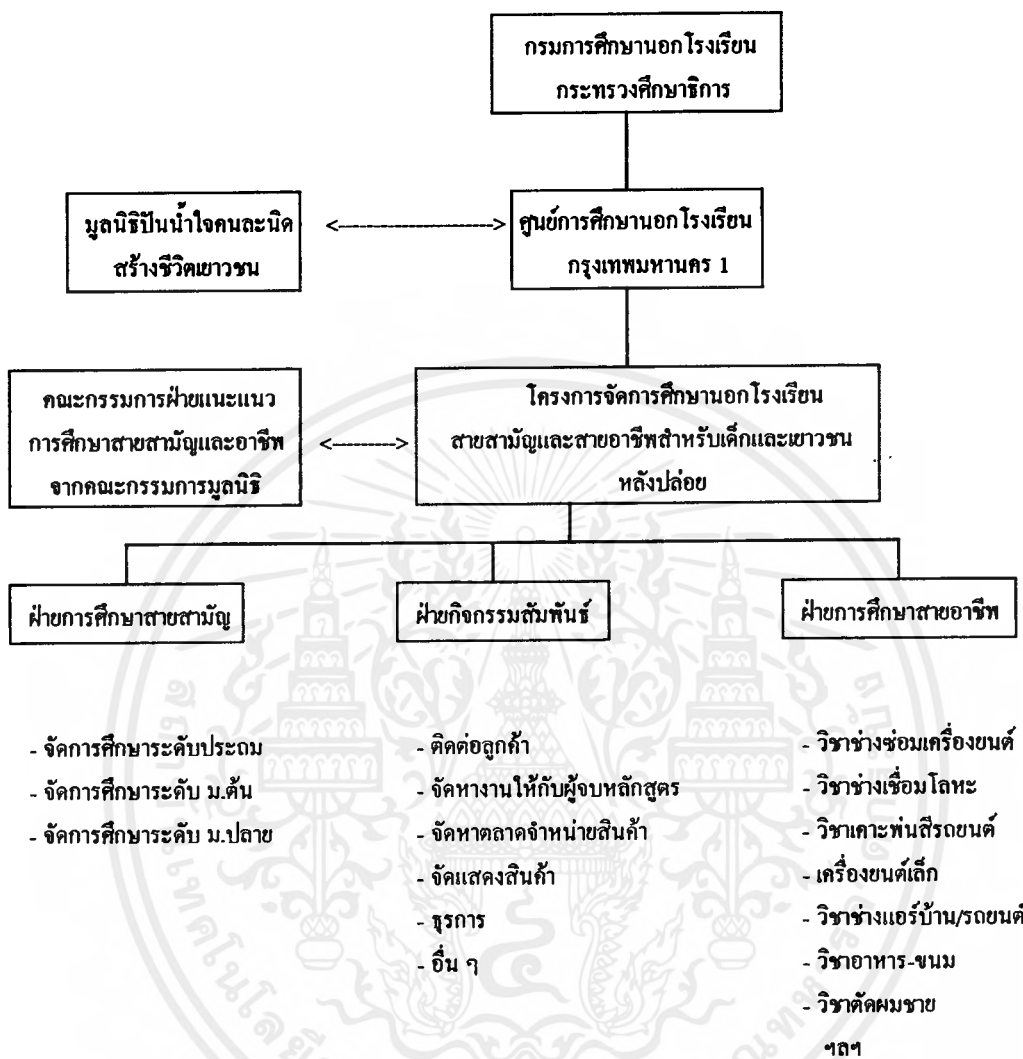 กรมการศึกษานอกโรงเรียน
กระทรวงศึกษาธิการ
มูลนิธิปันน้ำใจคนละนิด
สร้างชีวิตเยาวชน
<---------------->
ศูนย์การศึกษานอกโรงเรียน
กรุงเทพมหานคร 1
คณะกรรมการฝ่ายแนะแนว
การศึกษาสายสามัญและอาชีพ
จากคณะกรรมการมูลนิธิ
<-------->
โครงการจัดการศึกษานอกโรงเรียน
สายสามัญและสายอาชีพสำหรับเด็กและเยาวชน
หลังปล่อย
ฝ่ายการศึกษาสายสามัญ
ฝ่ายกิจกรรมสัมพันธ์
ฝ่ายการศึกษาสายอาชีพ
- จัดการศึกษาระดับประถม
- จัดการศึกษาระดับ ม.ต้น
- จัดการศึกษาระดับ ม.ปลาย
- ติดต่อลูกค้า
- จัดหางานให้กับผู้จบหลักสูตร
- จัดหาตลาดจำหน่ายสินค้า
- จัดแสดงสินค้า
- ธุรการ
- อื่น ๆ
- วิชาช่างซ่อมเครื่องยนต์
- วิชาช่างเชื่อมโลหะ
- วิชาเคาะพ่นสีรถยนต์
- เครื่องยนต์เล็ก
- วิชาช่างแอร์บ้าน/รถยนต์
- วิชาอาหาร-ขนม
- วิชาตัดผมชาย
ฯลฯ